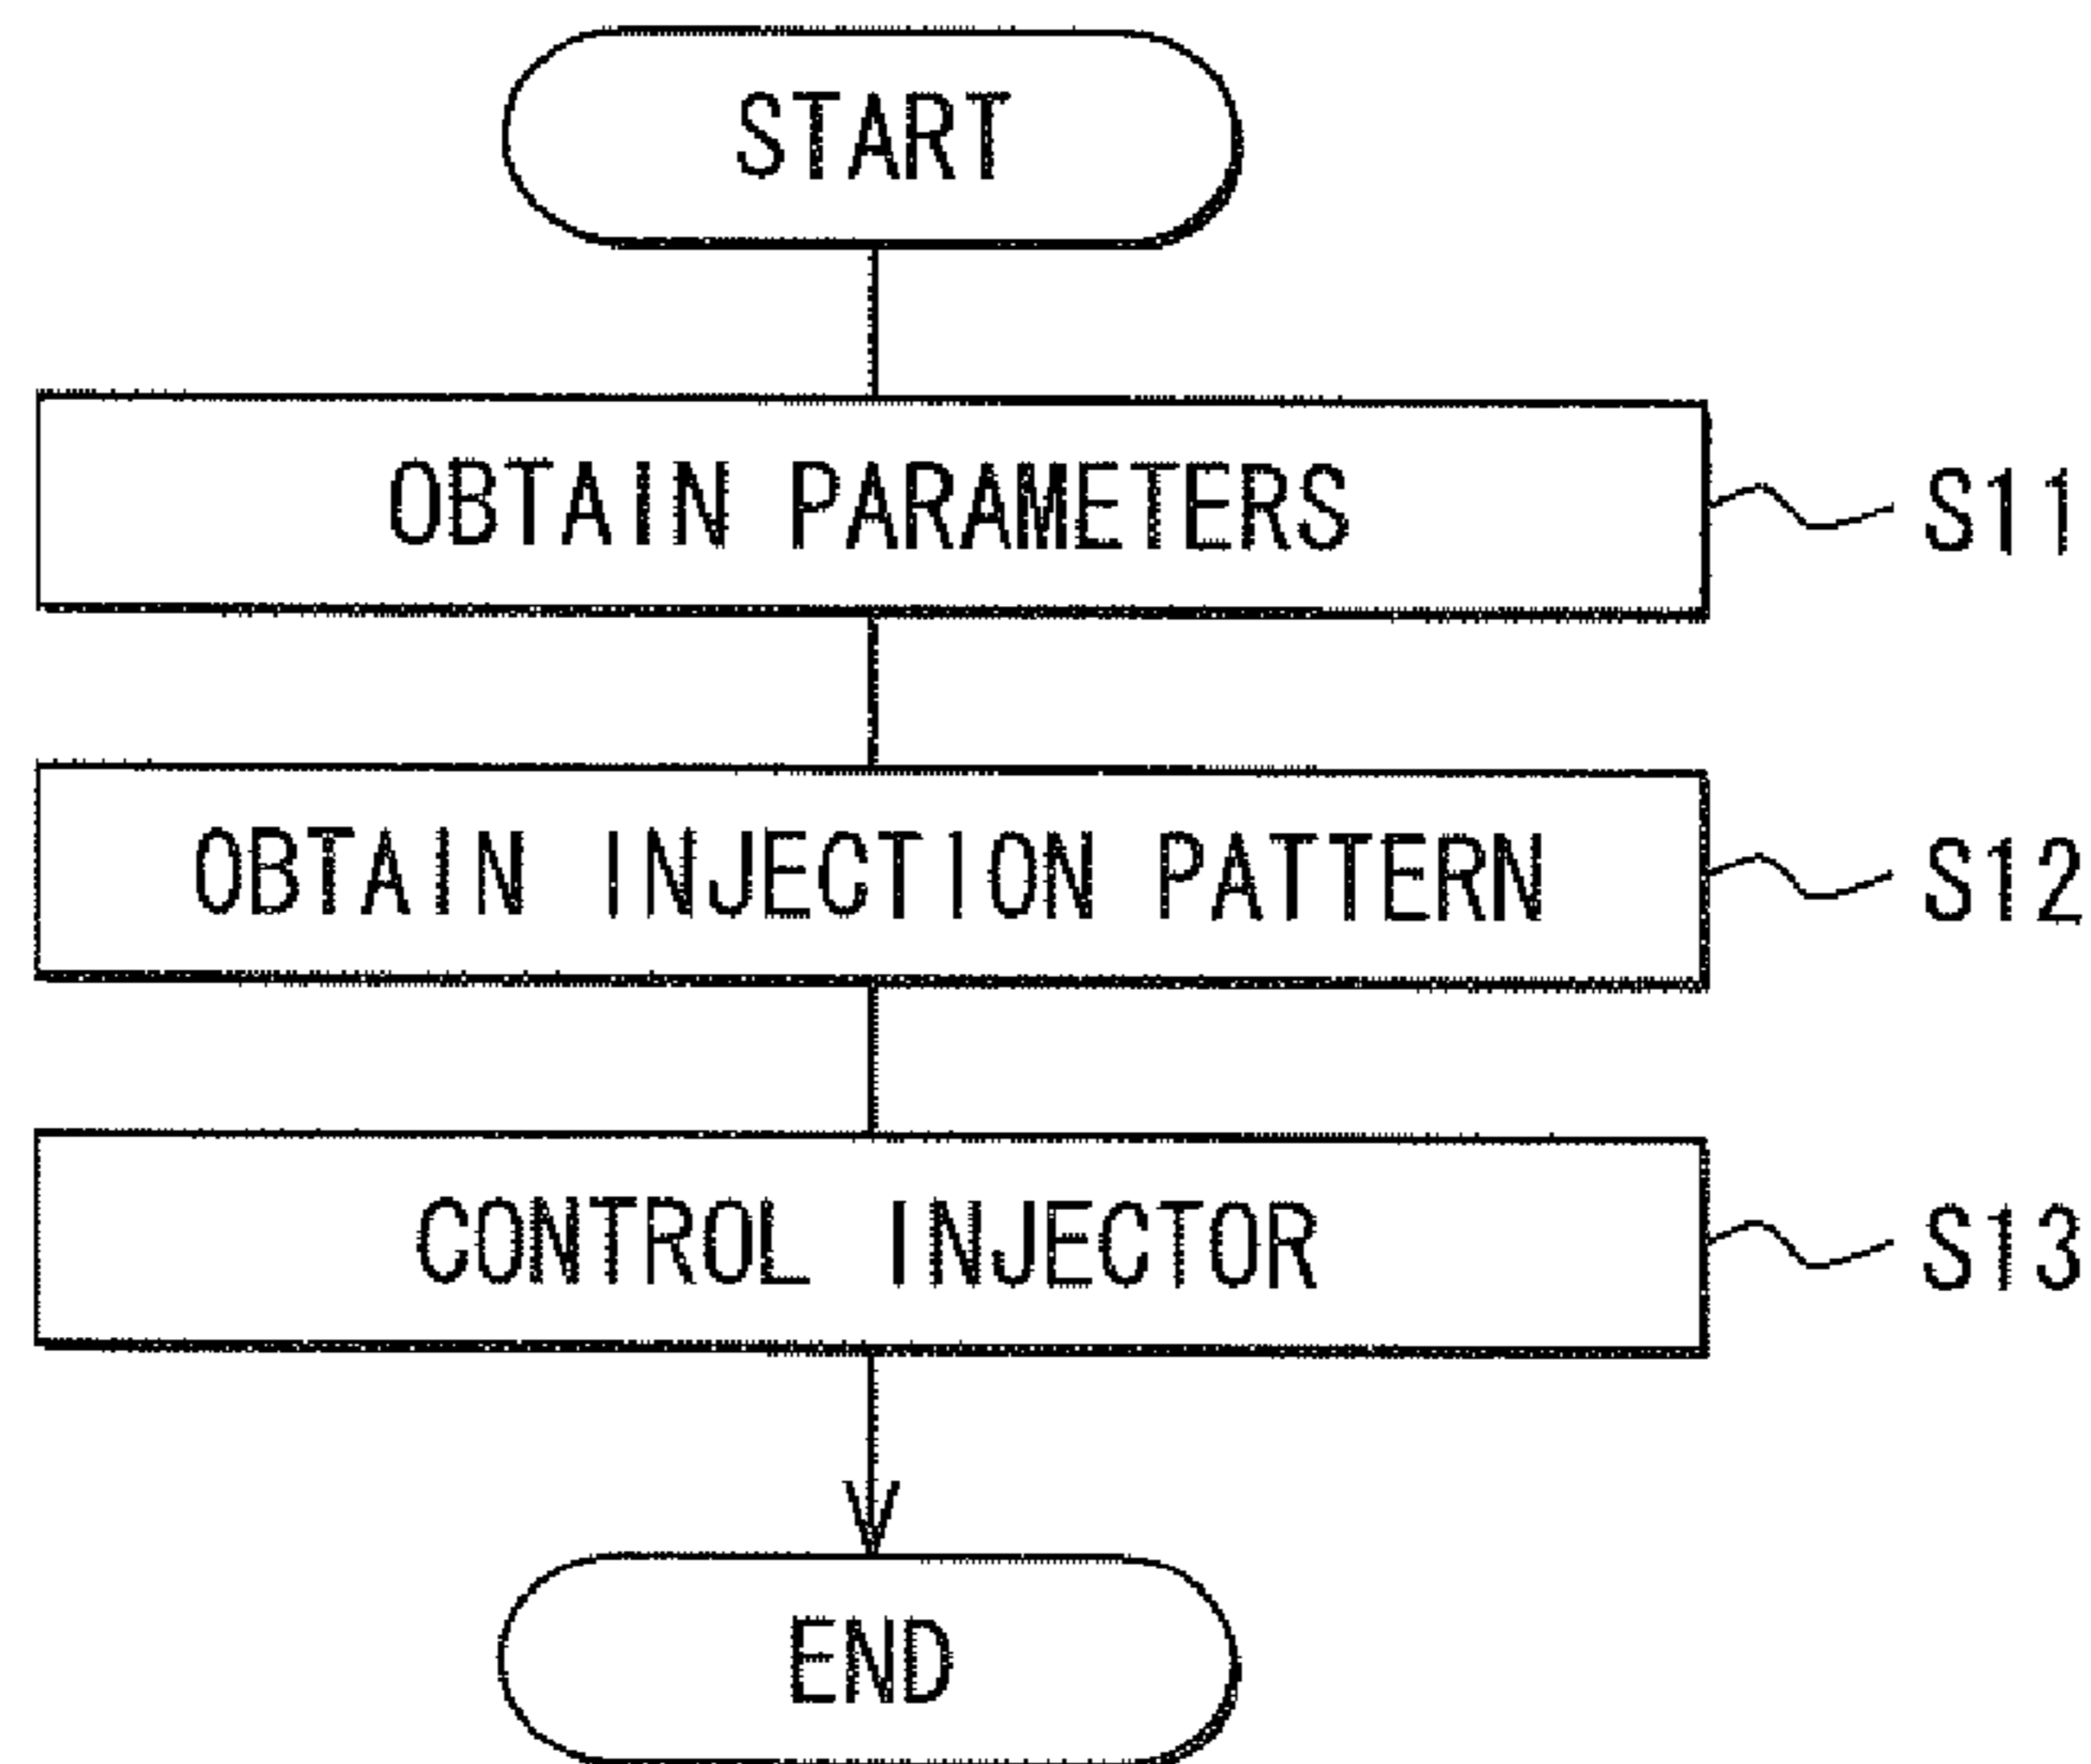 START
OBTAIN PARAMETERS
S11
OBTAIN INJECTION PATTERN
S12
CONTROL INJECTOR
S13
END